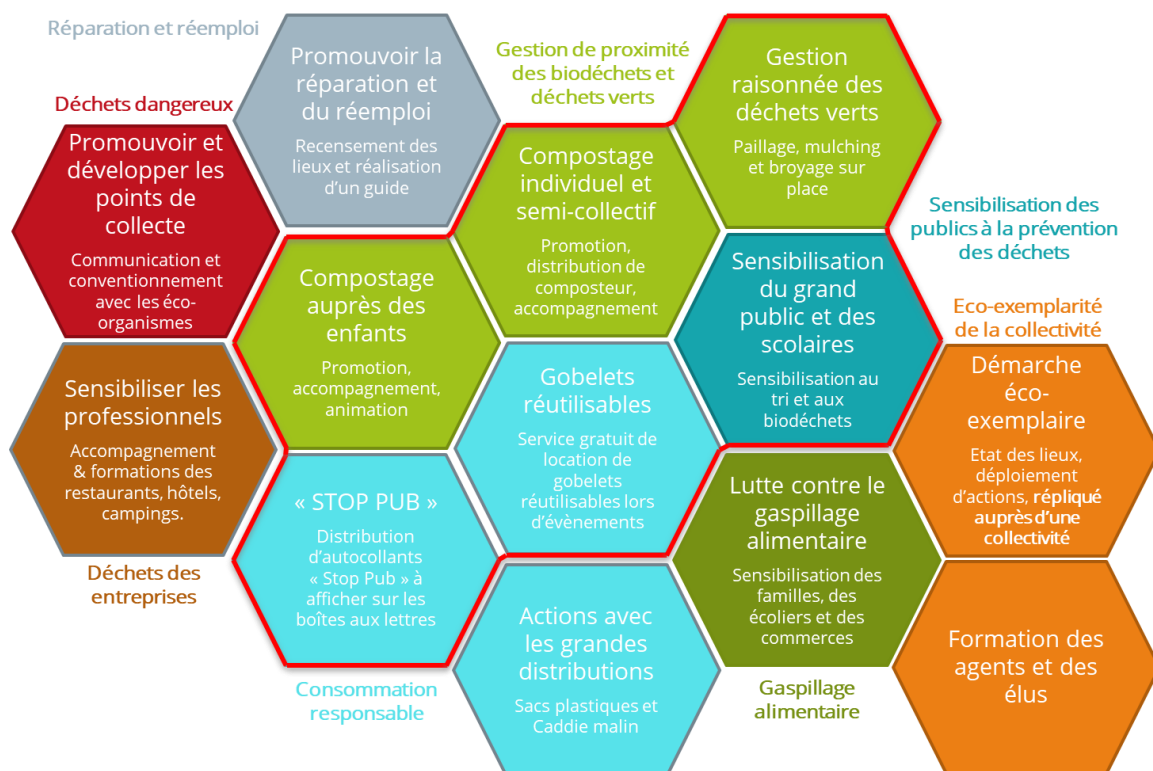 Réparation et réemploi
Promouvoir la
réparation et
du réemploi
Recensement des
lieux et réalisation
d’un guide
Gestion de proximité
des biodéchets et
déchets verts
Gestion
raisonnée des
déchets verts
Paillage, mulching
et broyage sur
place
Déchets dangereux
Promouvoir et
développer les
points de
collecte
Communication et
conventionnement
avec les éco-
organismes
Compostage
individuel et
semi-collectif
Promotion,
distribution de
composteur,
accompagnement
Sensibilisation des
publics à la prévention
des déchets
Compostage
auprès des
enfants
Promotion,
accompagnement,
animation
Sensibilisation
du grand
public et des
scolaires
Sensibilisation au
tri et aux
biodéchets
Eco-exemplarité
de la collectivité
Sensibiliser les
professionnels
Accompagnement
& formations des
restaurants, hôtels,
campings.
Déchets des
entreprises
Gobelets
réutilisables
Service gratuit de
location de
gobelets
réutilisables lors
d’évènements
Démarche
éco-
exemplaire
Etat des lieux,
déploiement
d’actions, répliqué
auprès d’une
collectivité
« STOP PUB »
Distribution
d’autocollants
« Stop Pub » à
afficher sur les
boîtes aux lettres
Consommation
responsable
Lutte contre le
gaspillage
alimentaire
Sensibilisation des
familles, des
écoliers et des
commerces
Gaspillage
alimentaire
Actions avec
les grandes
distributions
Sacs plastiques et
Caddie malin
Formation des
agents et des
élus